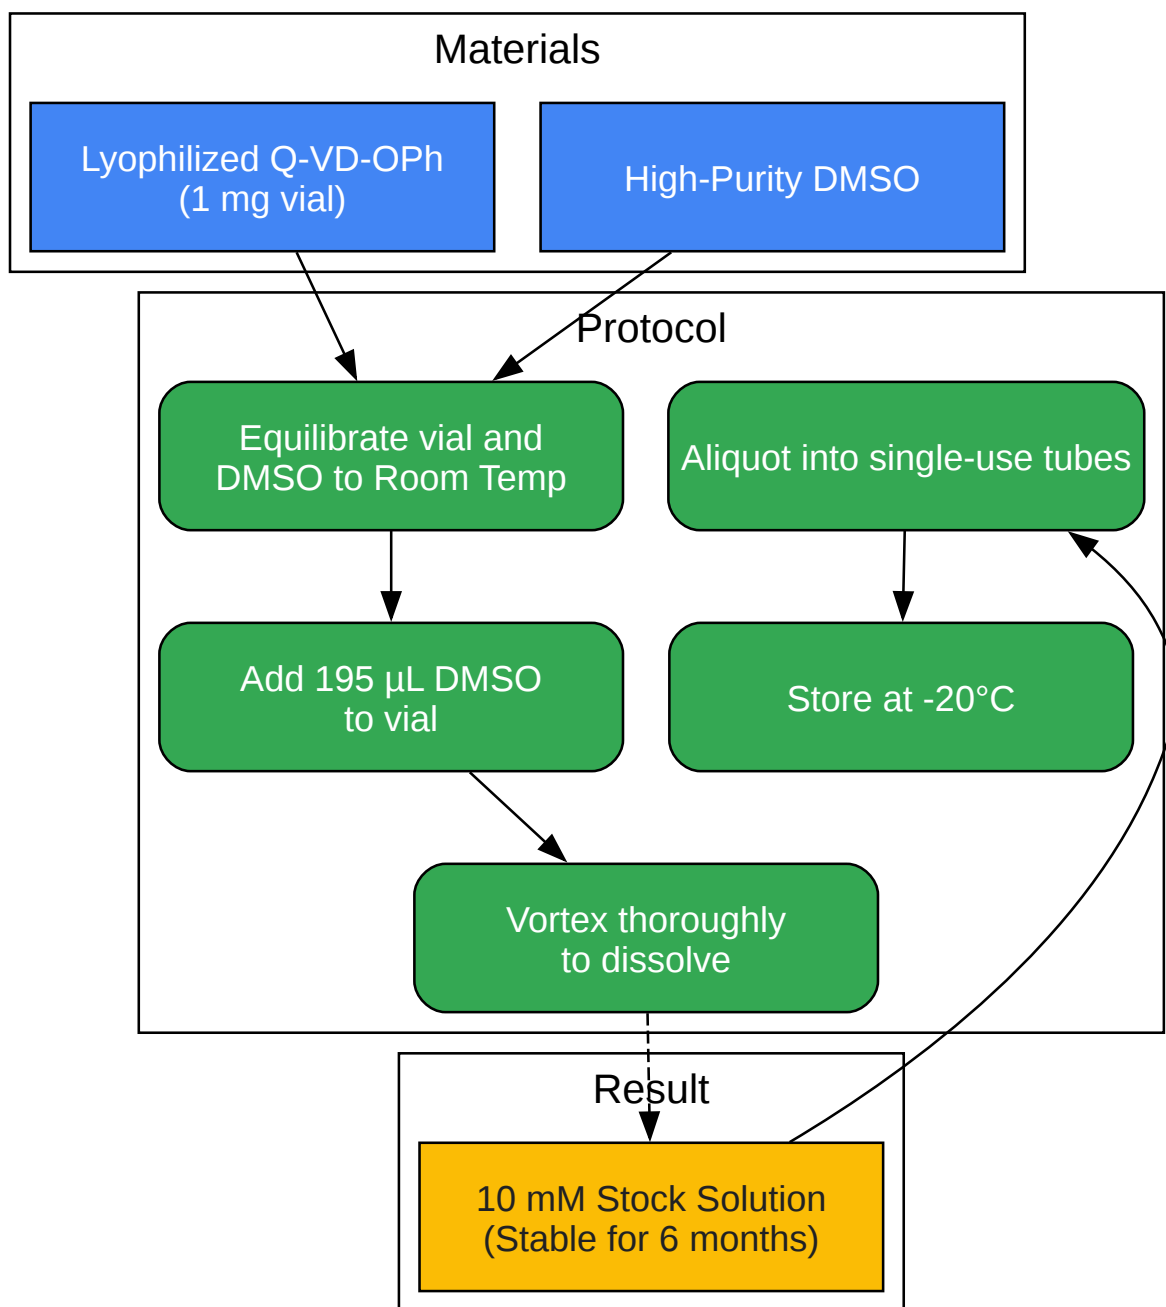 Materials
Lyophilized Q-VD-OPh
(1 mg vial)
High-Purity DMSO
Protocol
Equilibrate vial and
DMSO to Room Temp
Aliquot into single-use tubes
Add 195 µL DMSO
to vial
Store at -20°C
Vortex thoroughly
to dissolve
Result
10 mM Stock Solution
(Stable for 6 months)